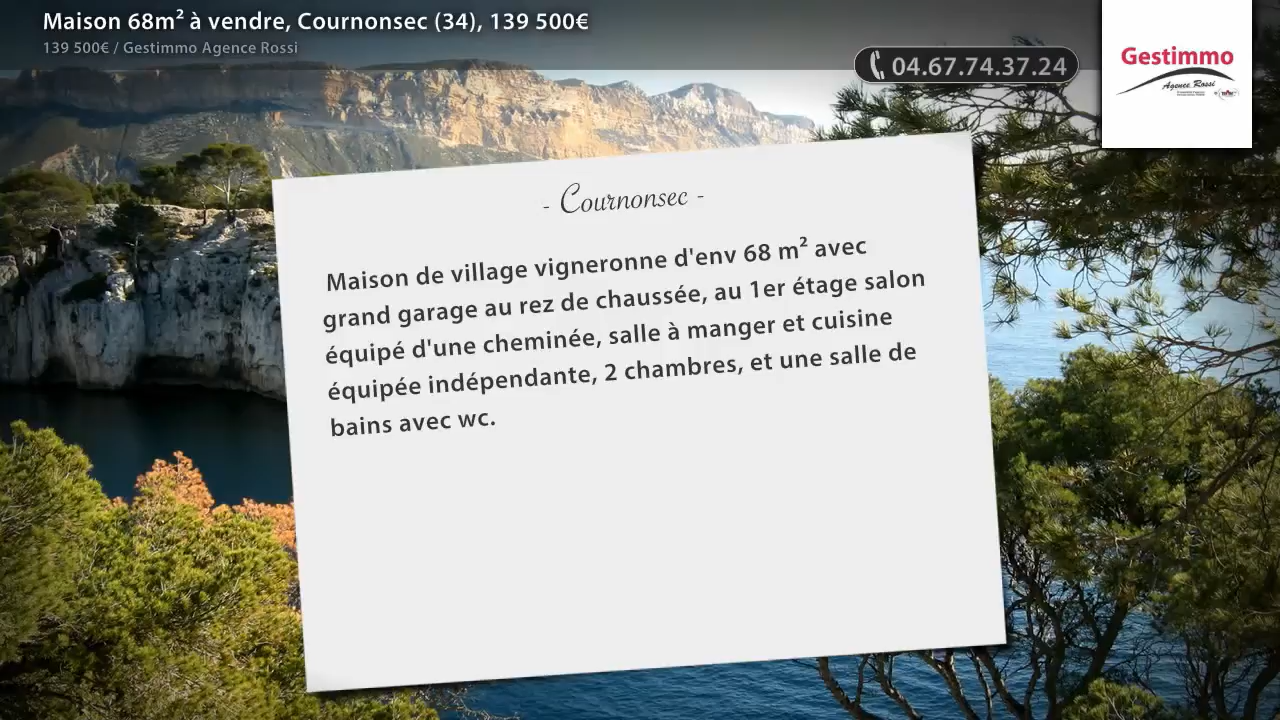 Maison 68m² à vendre, Cournonsec (34), 139 500€
139 500€ / Gestimmo Agence Rossi
04.67.74.37.24
Gestimmo
Agence Rossi
- Cournonsec -
Maison de village vigneronne d'env 68 m² avec
grand garage au rez de chaussée, au 1er étage salon
équipé d'une cheminée, salle à manger et cuisine
équipée indépendante, 2 chambres, et une salle de
bains avec wc.